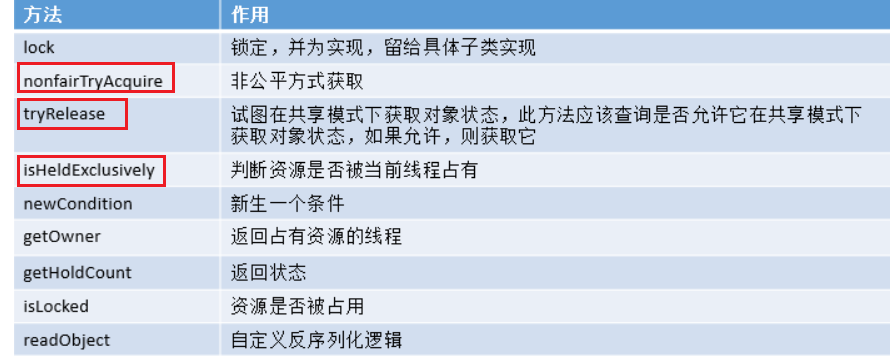 方法 作用
lock 锁定，并为实现，留给具体子类实现
nonfairTryAcquire 非公平方式获取
tryRelease 试图在共享模式下获取对象状态，此方法应该查询是否允许它在共享模式下
获取对象状态，如果允许，则获取它
isHeldExclusively 判断资源是否被当前线程占有
newCondition 新生一个条件
getOwner 返回占有资源的线程
getHoldCount 返回状态
isLocked 资源是否被占用
readObject 自定义反序列化逻辑